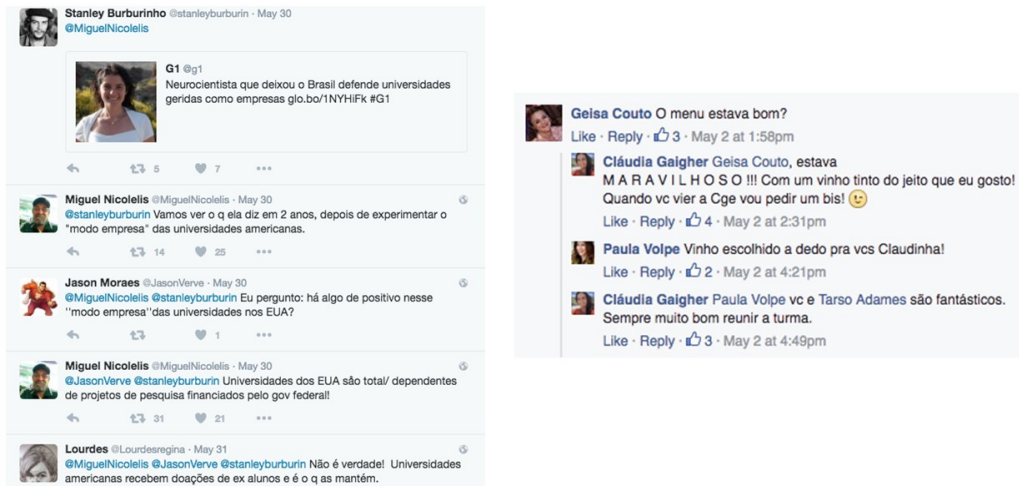 Stanley Burburinho @stanleyburburin · May 30
@MiguelNicolelis
G1 @g1
Neurocientista que deixou o Brasil defende universidades
geridas como empresas glo.bo/1NYHiFk #G1
5 7
Miguel Nicolelis @MiguelNicolelis · May 30
@stanleyburburin Vamos ver o q ela diz em 2 anos, depois de experimentar o
"modo empresa" das universidades americanas.
14 25
Jason Moraes @JasonVerve · May 30
@MiguelNicolelis @stanleyburburin Eu pergunto: há algo de positivo nesse
''modo empresa''das universidades nos EUA?
1
Miguel Nicolelis @MiguelNicolelis · May 30
@JasonVerve @stanleyburburin Universidades dos EUA são total/ dependentes
de projetos de pesquisa financiados pelo gov federal!
31 21
Lourdes @Lourdesregina · May 31
@MiguelNicolelis @JasonVerve @stanleyburburin Não é verdade! Universidades
americanas recebem doações de ex alunos e é o q as mantém.
Geisa Couto O menu estava bom?
Like · Reply · 3 · May 2 at 1:58pm
Cláudia Gaigher Geisa Couto, estava
M A R A V I L H O S O !!! Com um vinho tinto do jeito que eu gosto!
Quando vc vier a Cge vou pedir um bis! 😉
Like · Reply · 4 · May 2 at 2:31pm
Paula Volpe Vinho escolhido a dedo pra vcs Claudinha!
Like · Reply · 2 · May 2 at 4:21pm
Cláudia Gaigher Paula Volpe vc e Tarso Adames são fantásticos.
Sempre muito bom reunir a turma.
Like · Reply · 3 · May 2 at 4:49pm